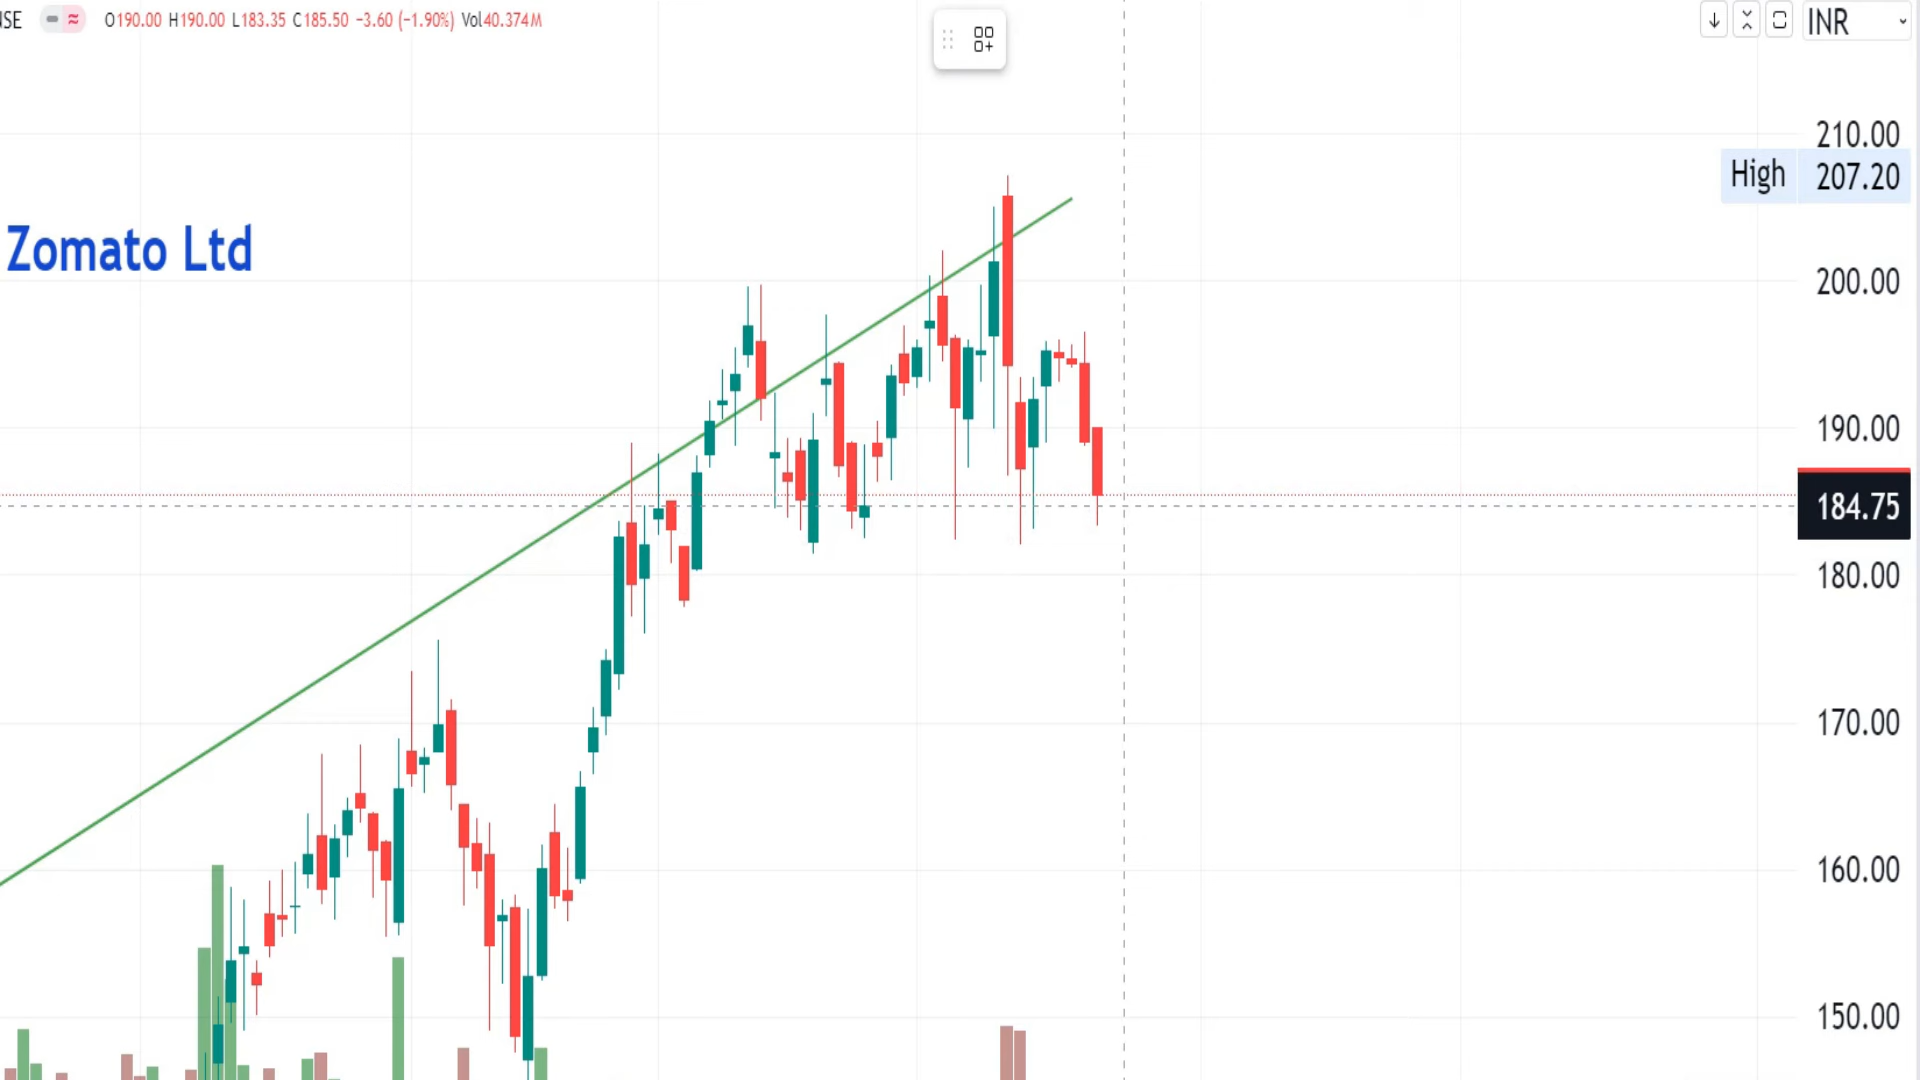 NSE O190.00 H190.00 L183.35 C185.50 −3.60 (−1.90%) Vol40.374M
INR
210.00
High 207.20
Zomato Ltd
200.00
190.00
184.75
180.00
170.00
160.00
150.00